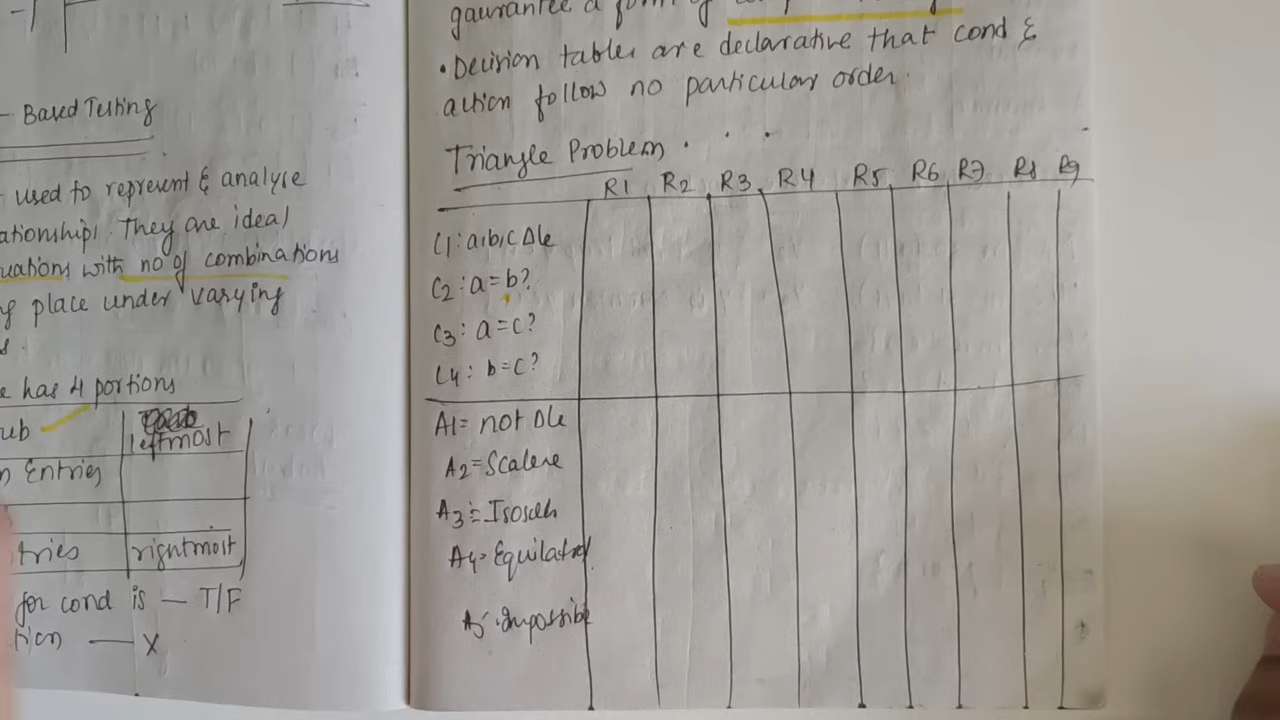 - Based Testing
used to represent & analyse
ationships. They are ideal
uations with no of combinations
place under varying
s.
e has 4 portions
ub
leftmost
n Entries
tries rightmost
for cond is — T/F
tion — X
gaurantee a form of
• Decision tables are declarative that cond &
action follow no particular order.
Triangle Problem.
R1 R2 R3 R4 R5 R6 R7 R8 R9
C1: a,b,c Δle
C2: a=b?
C3: a=c?
C4: b=c?
A1= not Δle
A2= Scalene
A3= Isosceles
A4= Equilateral
A5: Impossible